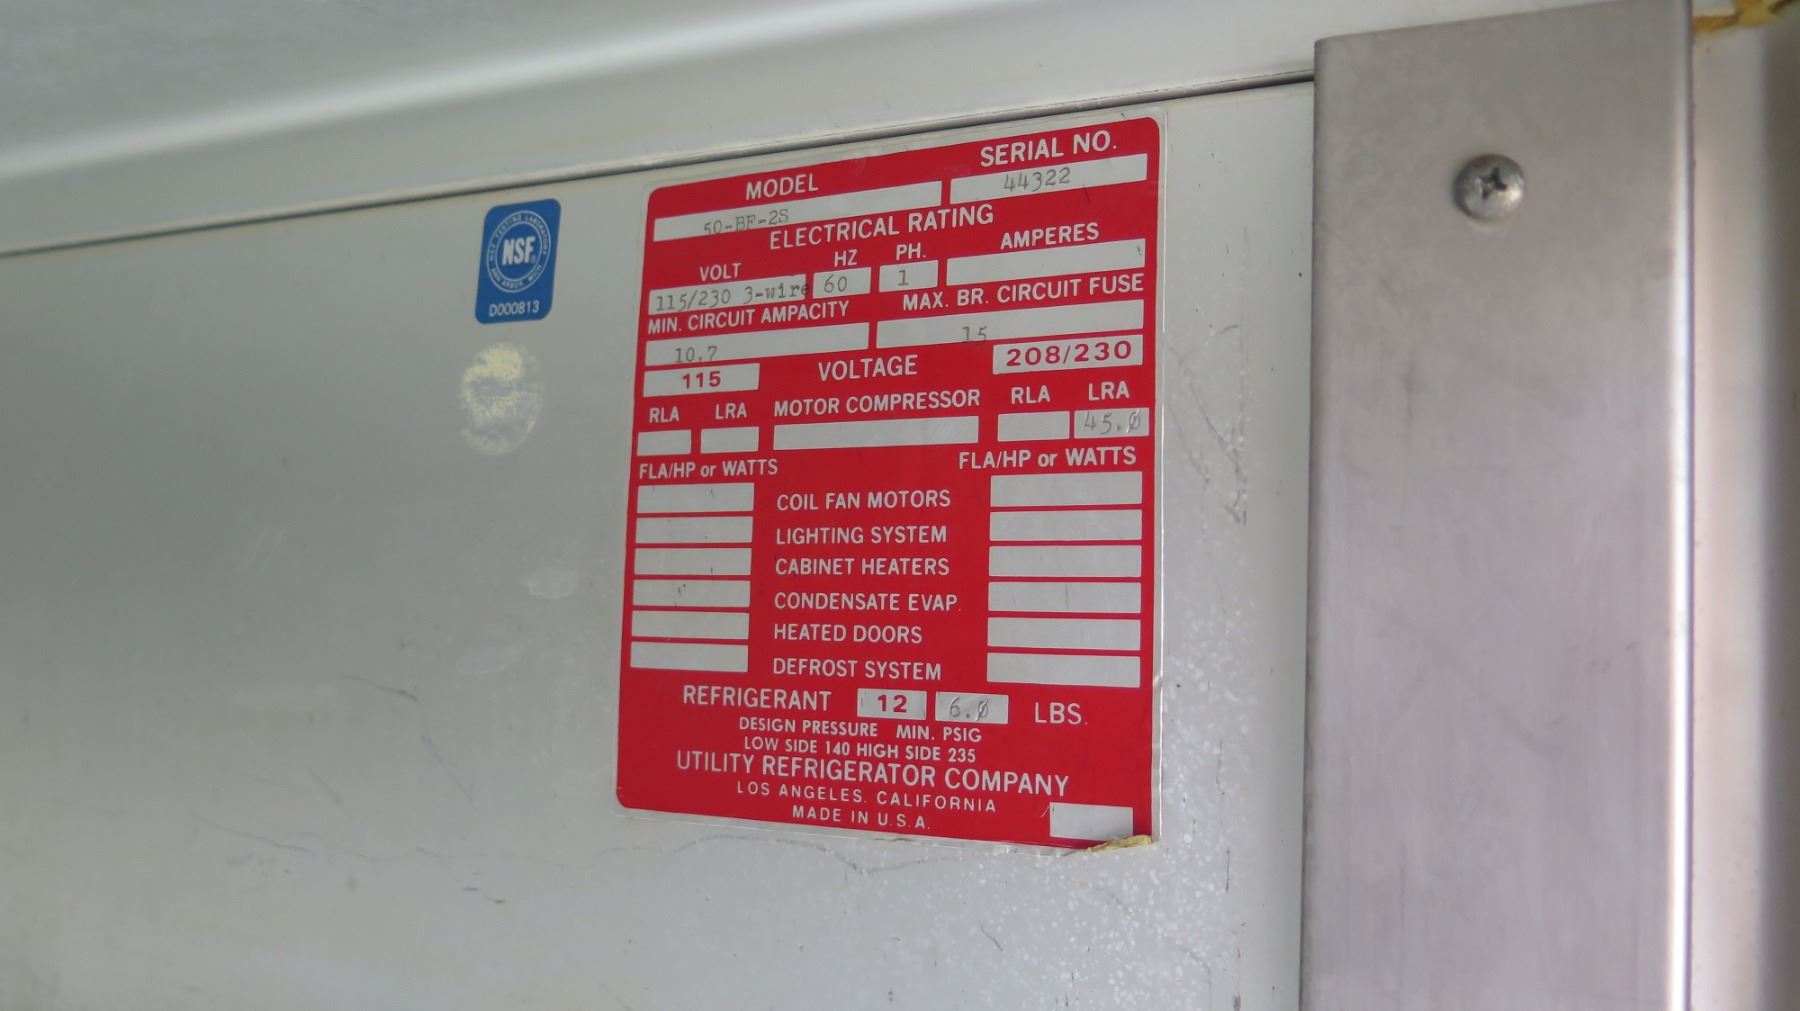 MODEL SERIAL NO.
50-BF-2S 44322
ELECTRICAL RATING
VOLT HZ PH. AMPERES
115/230 3-wire 60 1
MIN. CIRCUIT AMPACITY MAX. BR. CIRCUIT FUSE
10.7 15
115 VOLTAGE 208/230
RLA LRA MOTOR COMPRESSOR RLA LRA
45.0
FLA/HP or WATTS FLA/HP or WATTS
COIL FAN MOTORS
LIGHTING SYSTEM
CABINET HEATERS
CONDENSATE EVAP.
HEATED DOORS
DEFROST SYSTEM
REFRIGERANT 12 6.0 LBS.
DESIGN PRESSURE MIN. PSIG
LOW SIDE 140 HIGH SIDE 235
UTILITY REFRIGERATOR COMPANY
LOS ANGELES, CALIFORNIA
MADE IN U.S.A.
NSF
D000813